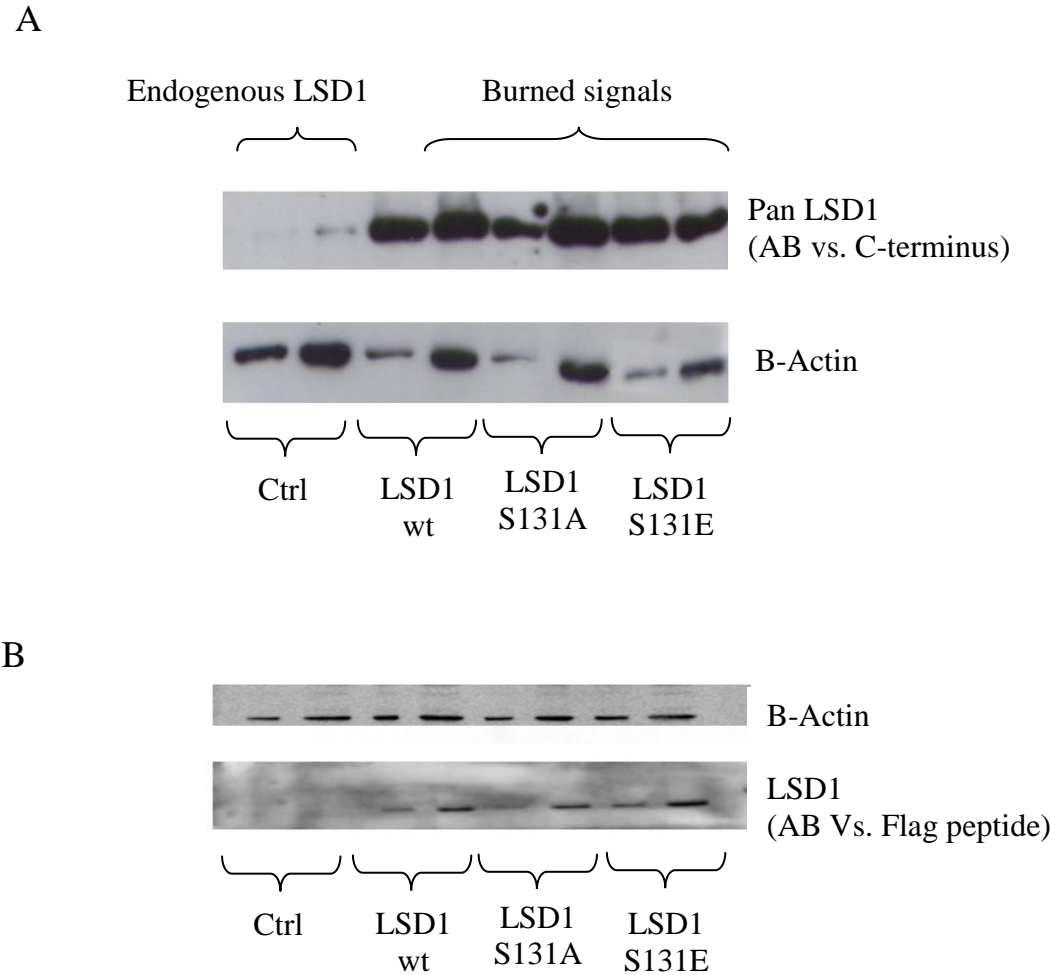 A
Endogenous LSD1
Burned signals
Pan LSD1
(AB vs. C-terminus)
B-Actin
Ctrl
LSD1
wt
LSD1
S131A
LSD1
S131E
B
B-Actin
LSD1
(AB Vs. Flag peptide)
Ctrl
LSD1
wt
LSD1
S131A
LSD1
S131E